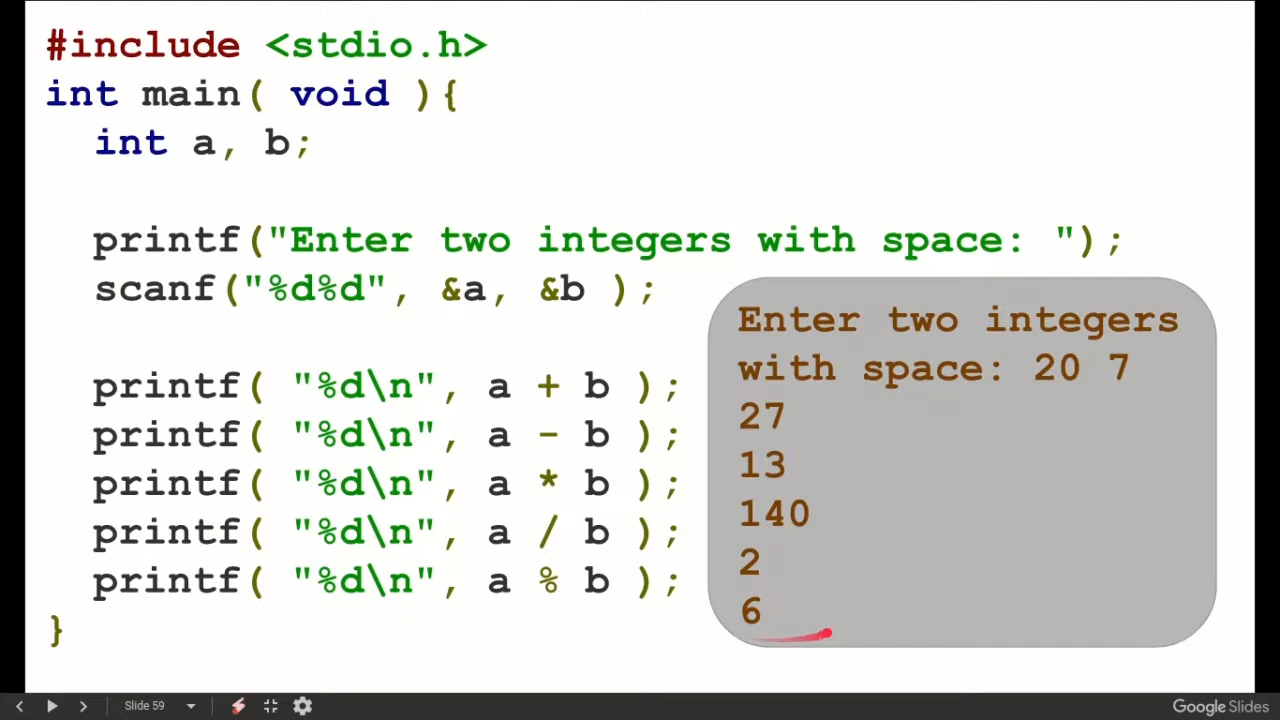 #include <stdio.h>
int main( void ){
int a, b;
printf("Enter two integers with space: ");
scanf("%d%d", &a, &b );
printf( "%d\n", a + b );
printf( "%d\n", a - b );
printf( "%d\n", a * b );
printf( "%d\n", a / b );
printf( "%d\n", a % b );
}
Enter two integers
with space: 20 7
27
13
140
2
6
Slide 59
Google Slides